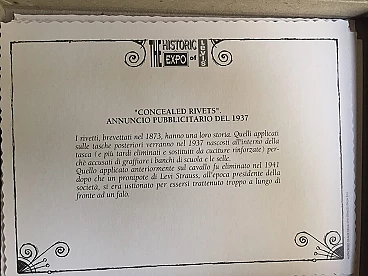 THE HISTORIC
EXPO of LEVI'S
"CONCEALED RIVETS".
ANNUNCIO PUBBLICITARIO DEL 1937
I rivetti, brevettati nel 1873, hanno una loro storia. Quelli applicati
sulle tasche posteriori verranno nel 1937 nascosti all'interno della
tasca (e più tardi eliminati e sostituiti da cuciture rinforzate) per-
chè accusati di graffiare i banchi di scuola e le selle.
Quello applicato anteriormente sul cavallo fu eliminato nel 1941
dopo che un pronipote di Levi Strauss, all'epoca presidente della
società, si era ustionato per essersi trattenuto troppo a lungo di
fronte ad un falò.